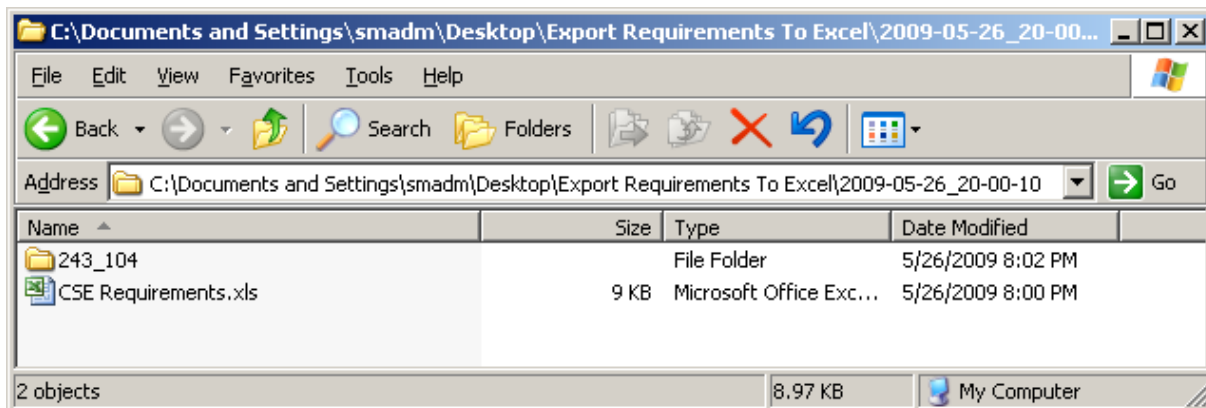 C:\Documents and Settings\smadm\Desktop\Export Requirements To Excel\2009-05-26_20-00...
File Edit View Favorites Tools Help
Back Search Folders
Address C:\Documents and Settings\smadm\Desktop\Export Requirements To Excel\2009-05-26_20-00-10 Go
Name Size Type Date Modified
243_104 File Folder 5/26/2009 8:02 PM
CSE Requirements.xls 9 KB Microsoft Office Exc... 5/26/2009 8:00 PM
2 objects 8.97 KB My Computer